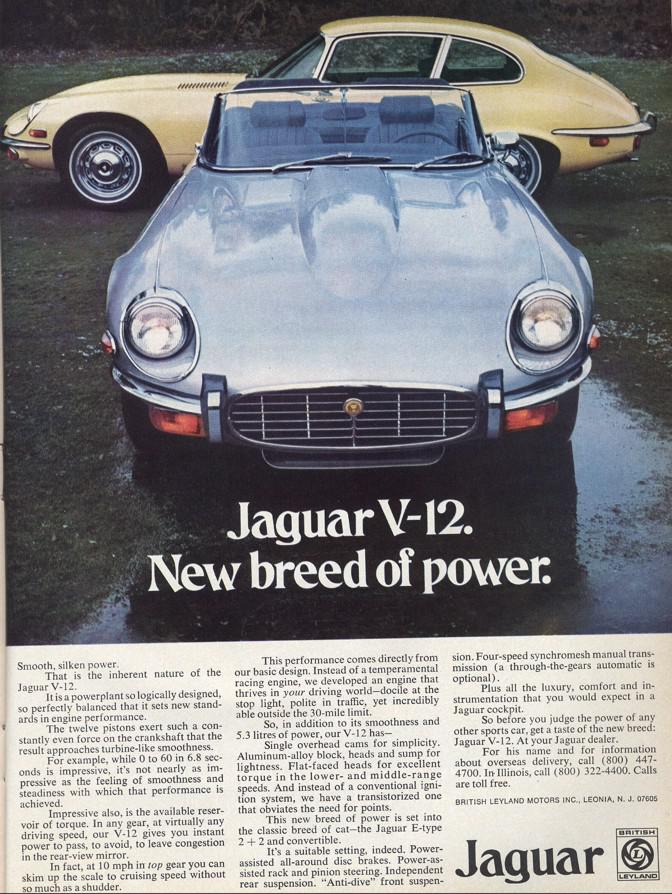 Jaguar V-12.
New breed of power.
Smooth, silken power.
That is the inherent nature of the
Jaguar V-12.
It is a powerplant so logically designed,
so perfectly balanced that it sets new stand-
ards in engine performance.
The twelve pistons exert such a con-
stantly even force on the crankshaft that the
result approaches turbine-like smoothness.
For example, while 0 to 60 in 6.8 sec-
onds is impressive, it's not nearly as im-
pressive as the feeling of smoothness and
steadiness with which that performance is
achieved.
Impressive also, is the available reser-
voir of torque. In any gear, at virtually any
driving speed, our V-12 gives you instant
power to pass, to avoid, to leave congestion
in the rear-view mirror.
In fact, at 10 mph in top gear you can
skim up the scale to cruising speed without
so much as a shudder.
This performance comes directly from
our basic design. Instead of a temperamental
racing engine, we developed an engine that
thrives in your driving world—docile at the
stop light, polite in traffic, yet incredibly
able outside the 30-mile limit.
So, in addition to its smoothness and
5.3 litres of power, our V-12 has—
Single overhead cams for simplicity.
Aluminum-alloy block, heads and sump for
lightness. Flat-faced heads for excellent
torque in the lower- and middle-range
speeds. And instead of a conventional igni-
tion system, we have a transistorized one
that obviates the need for points.
This new breed of power is set into
the classic breed of cat—the Jaguar E-type
2 + 2 and convertible.
It's a suitable setting, indeed. Power-
assisted all-around disc brakes. Power-as-
sisted rack and pinion steering. Independent
rear suspension. "Anti-dive" front suspen-
sion. Four-speed synchromesh manual trans-
mission (a through-the-gears automatic is
optional).
Plus all the luxury, comfort and in-
strumentation that you would expect in a
Jaguar cockpit.
So before you judge the power of any
other sports car, get a taste of the new breed:
Jaguar V-12. At your Jaguar dealer.
For his name and for information
about overseas delivery, call (800) 447-
4700. In Illinois, call (800) 322-4400. Calls
are toll free.
BRITISH LEYLAND MOTORS INC., LEONIA, N. J. 07605
Jaguar
BRITISH
LEYLAND